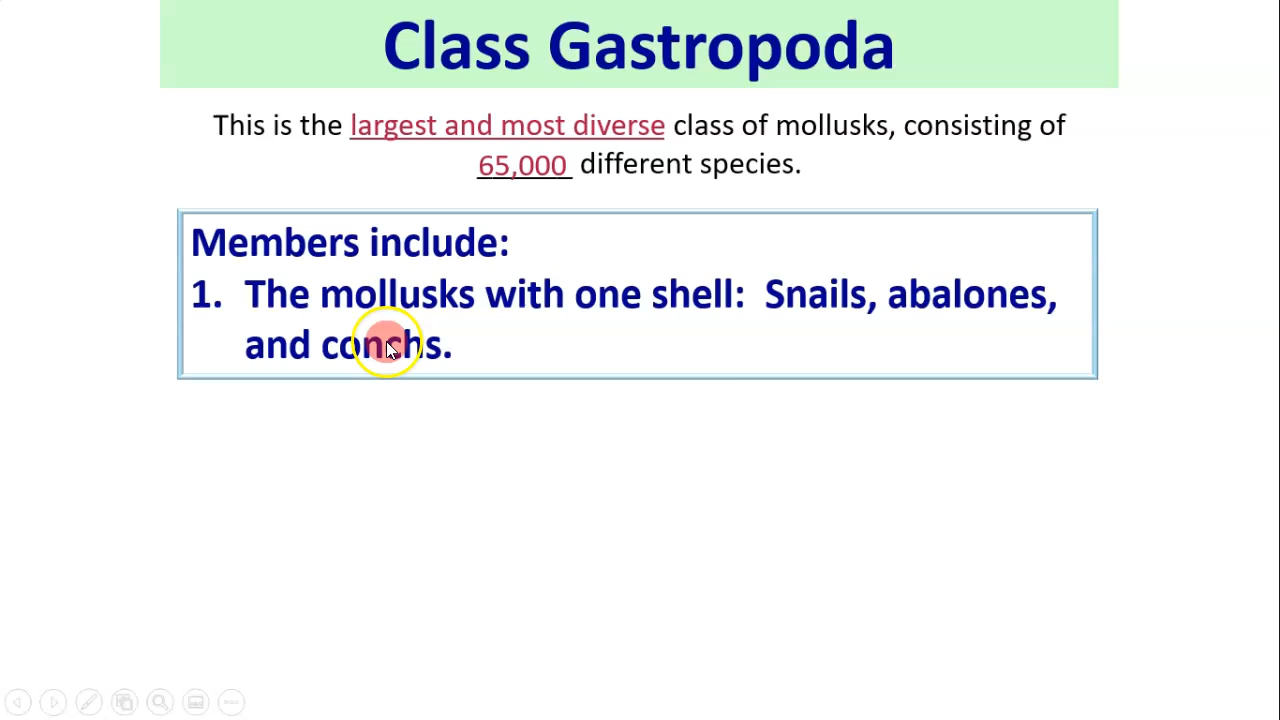 Class Gastropoda
This is the largest and most diverse class of mollusks, consisting of
65,000 different species.
Members include:
1. The mollusks with one shell: Snails, abalones,
and conchs.